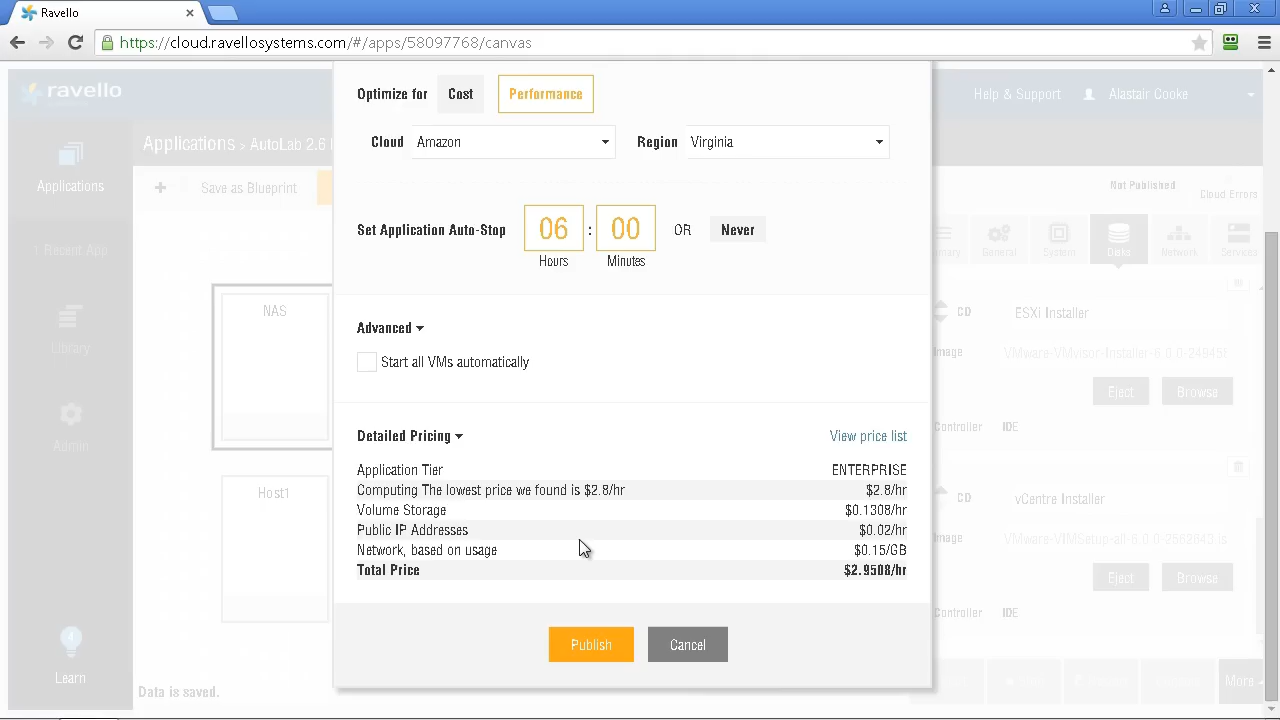 Ravello
https://cloud.ravellosystems.com/#/apps/58097768/canvas
ravello
Help & Support
Alastair Cooke
Applications > AutoLab 2.6
Applications
Save as Blueprint
Not Published
Cloud Errors
1 Recent App
Library
Admin
Learn
NAS
Host1
Data is saved.
Optimize for Cost Performance
Cloud Amazon Region Virginia
Set Application Auto-Stop 06 : 00 OR Never
Hours Minutes
Advanced
Start all VMs automatically
Detailed Pricing View price list
Application Tier ENTERPRISE
Computing The lowest price we found is $2.8/hr $2.8/hr
Volume Storage $0.1308/hr
Public IP Addresses $0.02/hr
Network, based on usage $0.15/GB
Total Price $2.9508/hr
Publish Cancel
General System Disks Network Services
CD ESXi Installer
Image
Eject Browse
Controller IDE
CD vCentre Installer
Image
Eject Browse
Controller IDE
More